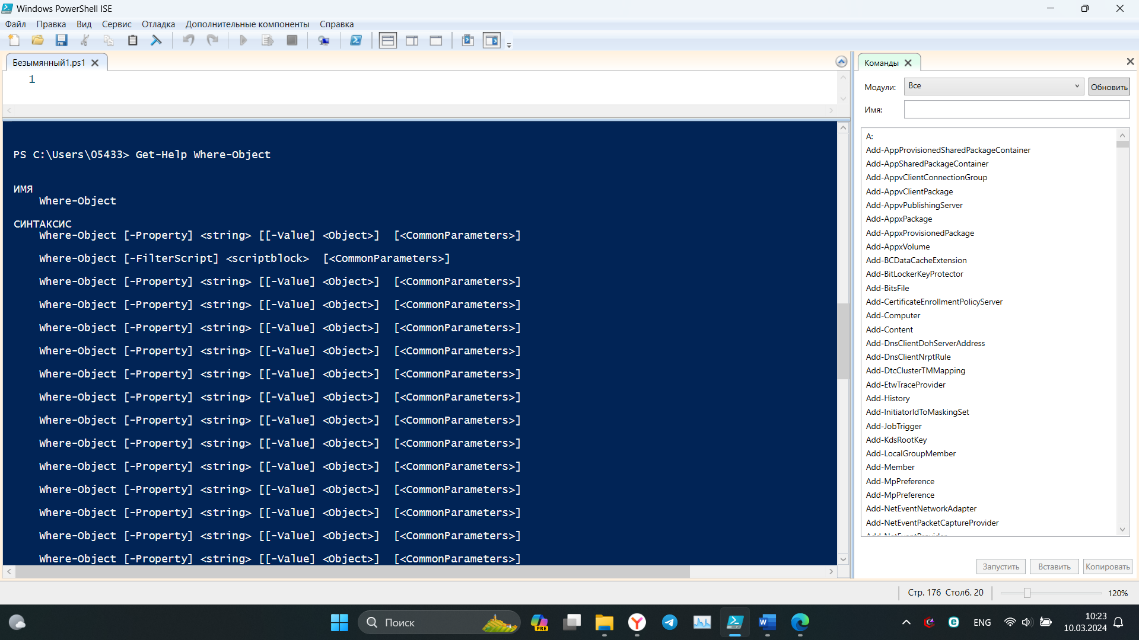 Windows PowerShell ISE
Файл Правка Вид Сервис Отладка Дополнительные компоненты Справка
Безымянный1.ps1
1
PS C:\Users\05433> Get-Help Where-Object
ИМЯ
Where-Object
СИНТАКСИС
Where-Object [-Property] <string> [[-Value] <Object>] [<CommonParameters>]
Where-Object [-FilterScript] <scriptblock> [<CommonParameters>]
Where-Object [-Property] <string> [[-Value] <Object>] [<CommonParameters>]
Where-Object [-Property] <string> [[-Value] <Object>] [<CommonParameters>]
Where-Object [-Property] <string> [[-Value] <Object>] [<CommonParameters>]
Where-Object [-Property] <string> [[-Value] <Object>] [<CommonParameters>]
Where-Object [-Property] <string> [[-Value] <Object>] [<CommonParameters>]
Where-Object [-Property] <string> [[-Value] <Object>] [<CommonParameters>]
Where-Object [-Property] <string> [[-Value] <Object>] [<CommonParameters>]
Where-Object [-Property] <string> [[-Value] <Object>] [<CommonParameters>]
Where-Object [-Property] <string> [[-Value] <Object>] [<CommonParameters>]
Where-Object [-Property] <string> [[-Value] <Object>] [<CommonParameters>]
Where-Object [-Property] <string> [[-Value] <Object>] [<CommonParameters>]
Where-Object [-Property] <string> [[-Value] <Object>] [<CommonParameters>]
Where-Object [-Property] <string> [[-Value] <Object>] [<CommonParameters>]
Команды
Модули: Все Обновить
Имя:
A:
Add-AppProvisionedSharedPackageContainer
Add-AppSharedPackageContainer
Add-AppvClientConnectionGroup
Add-AppvClientPackage
Add-AppvPublishingServer
Add-AppxPackage
Add-AppxProvisionedPackage
Add-AppxVolume
Add-BCDataCacheExtension
Add-BitLockerKeyProtector
Add-BitsFile
Add-CertificateEnrollmentPolicyServer
Add-Computer
Add-Content
Add-DnsClientDohServerAddress
Add-DnsClientNrptRule
Add-DtcClusterTMMapping
Add-EtwTraceProvider
Add-History
Add-InitiatorIdToMaskingSet
Add-JobTrigger
Add-KdsRootKey
Add-LocalGroupMember
Add-Member
Add-MpPreference
Add-MpPreference
Add-NetEventNetworkAdapter
Add-NetEventPacketCaptureProvider
Запустить Вставить Копировать
Стр. 176 Столб. 20 120%
Поиск
ENG
10:23
10.03.2024